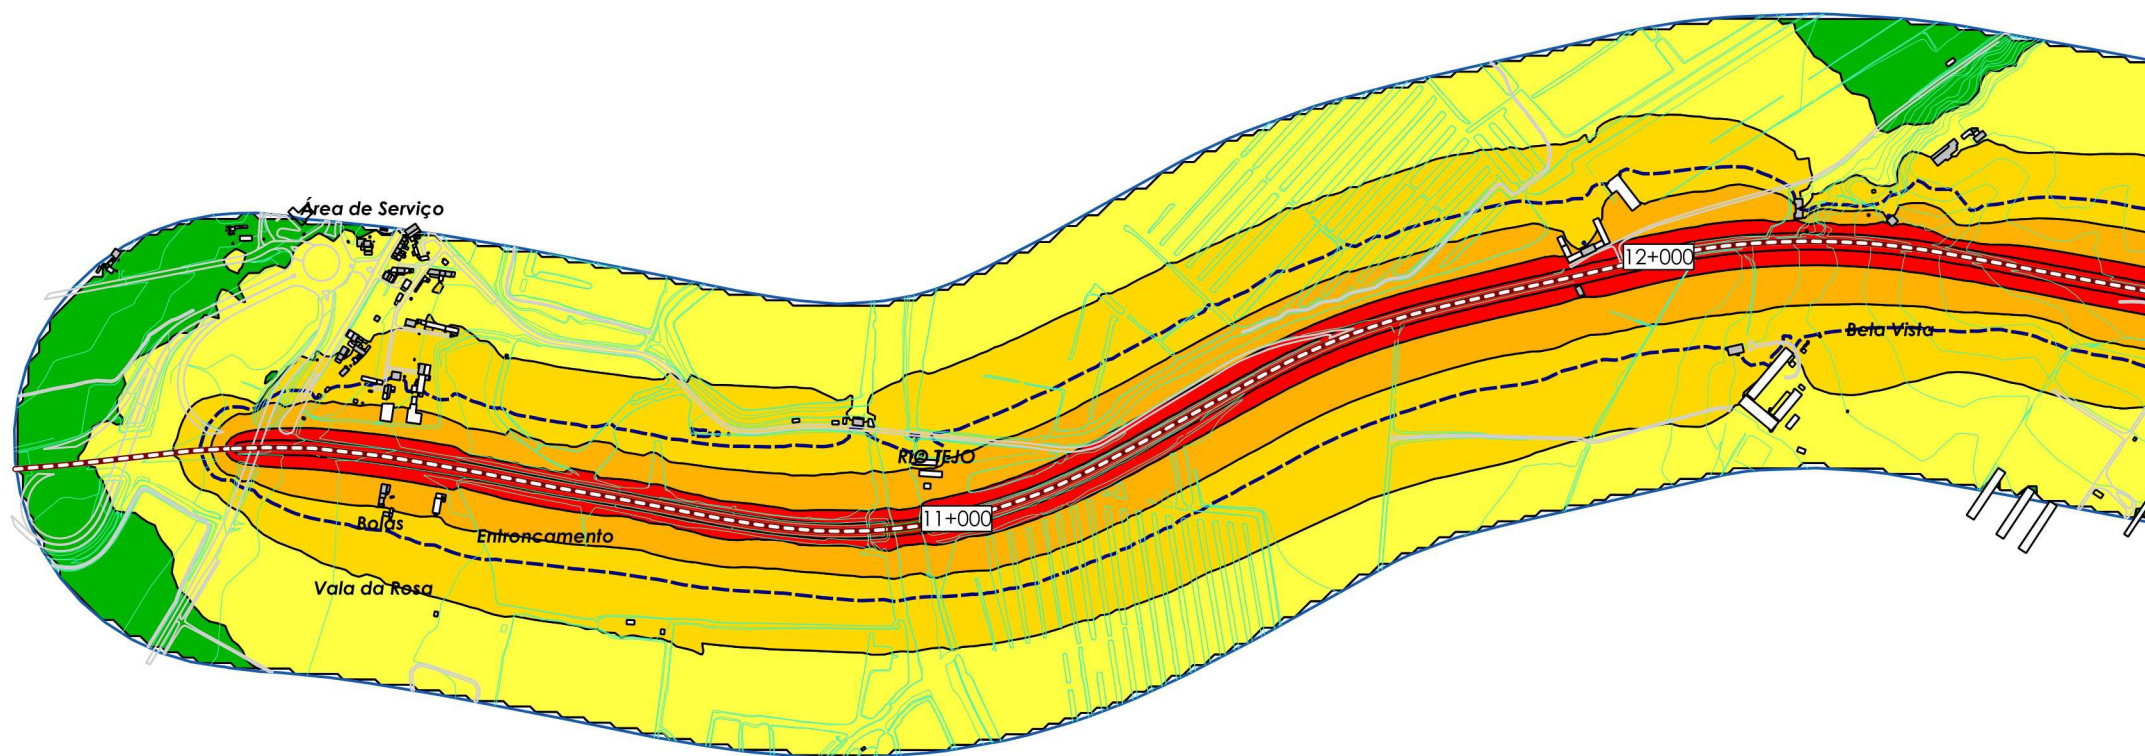 Área de Serviço
12+000
Bela Vista
RIO TEJO
11+000
Bolas
Entroncamento
Vala da Rosa